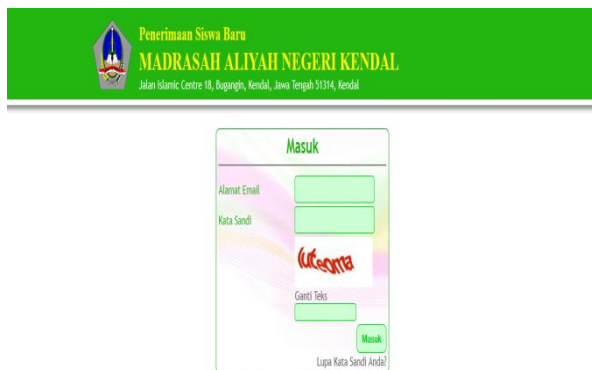 Penerimaan Siswa Baru
MADRASAH ALIYAH NEGERI KENDAL
Jalan Islamic Centre 18, Bugangin, Kendal, Jawa Tengah 51314, Kendal
Masuk
Alamat Email
Kata Sandi
Ganti Teks
Masuk
Lupa Kata Sandi Anda?